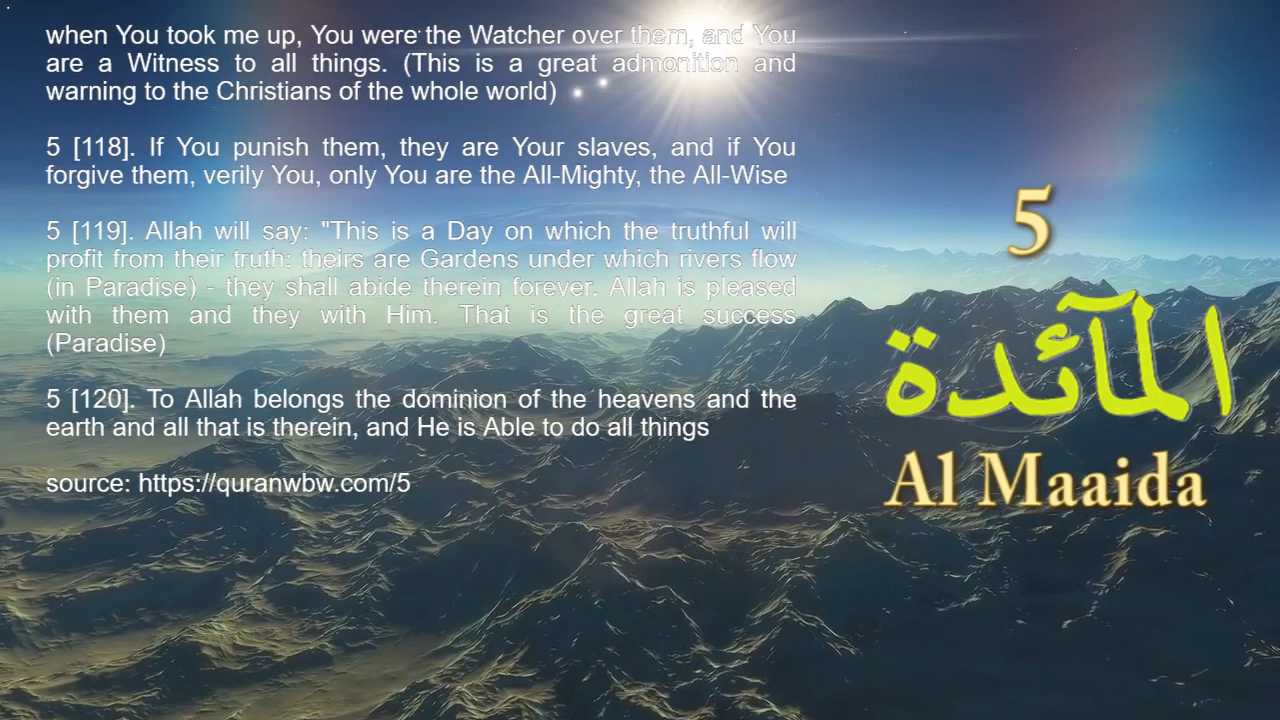 when You took me up, You were the Watcher over them, and You
are a Witness to all things. (This is a great admonition and
warning to the Christians of the whole world)
5 [118]. If You punish them, they are Your slaves, and if You
forgive them, verily You, only You are the All-Mighty, the All-Wise
5 [119]. Allah will say: "This is a Day on which the truthful will
profit from their truth: theirs are Gardens under which rivers flow
(in Paradise) - they shall abide therein forever. Allah is pleased
with them and they with Him. That is the great success
(Paradise)
5 [120]. To Allah belongs the dominion of the heavens and the
earth and all that is therein, and He is Able to do all things
source: https://quranwbw.com/5
5
المآئدة
Al Maaida